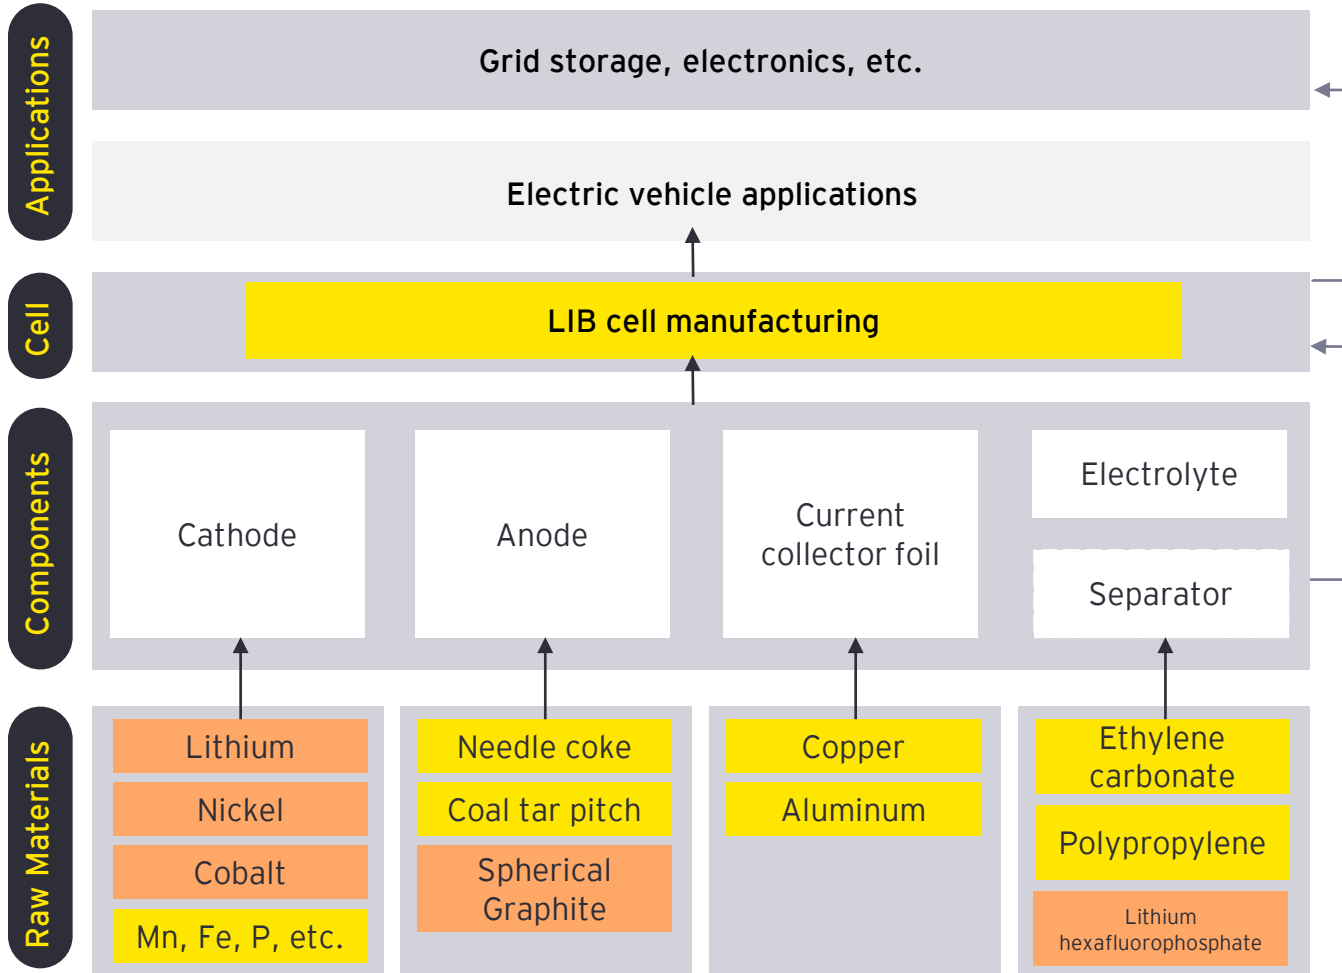 Applications
Grid storage, electronics, etc.
Electric vehicle applications
Cell
LIB cell manufacturing
Components
Cathode
Anode
Current
collector foil
Electrolyte
Separator
Raw Materials
Lithium
Nickel
Cobalt
Mn, Fe, P, etc.
Needle coke
Coal tar pitch
Spherical
Graphite
Copper
Aluminum
Ethylene
carbonate
Polypropylene
Lithium
hexafluorophosphate